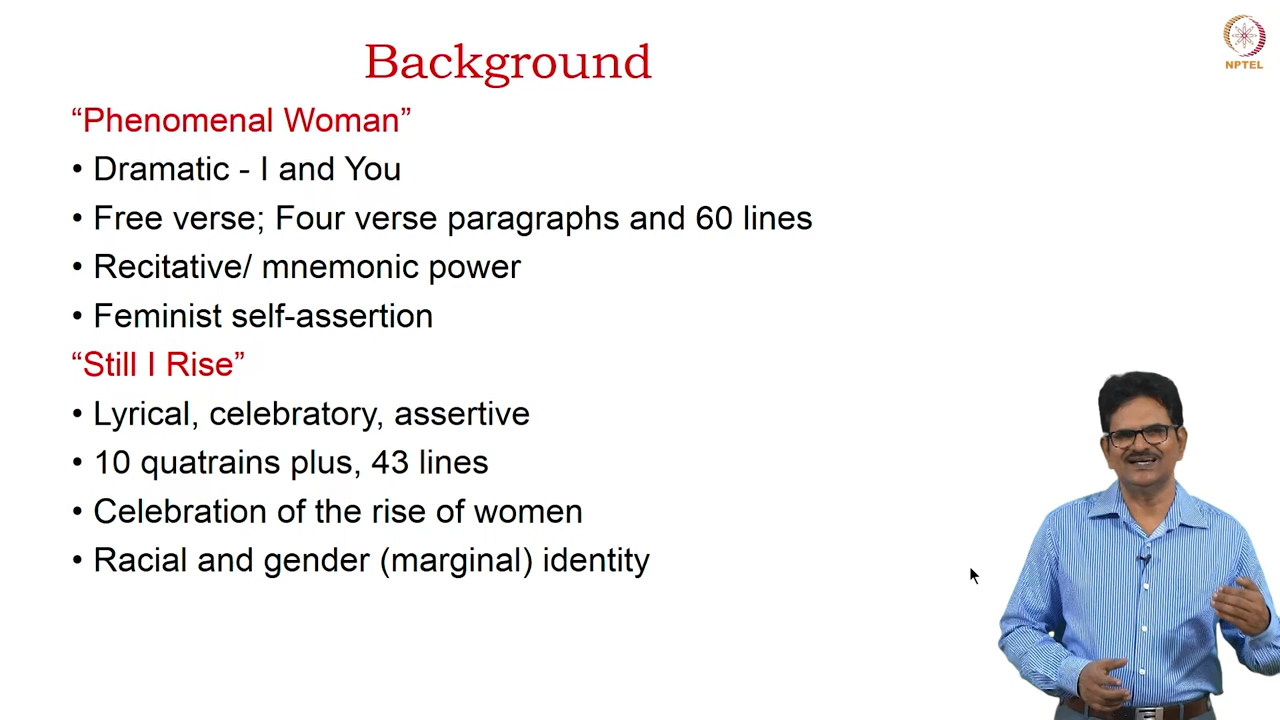 Background
NPTEL
“Phenomenal Woman”
• Dramatic - I and You
• Free verse; Four verse paragraphs and 60 lines
• Recitative/ mnemonic power
• Feminist self-assertion
“Still I Rise”
• Lyrical, celebratory, assertive
• 10 quatrains plus, 43 lines
• Celebration of the rise of women
• Racial and gender (marginal) identity